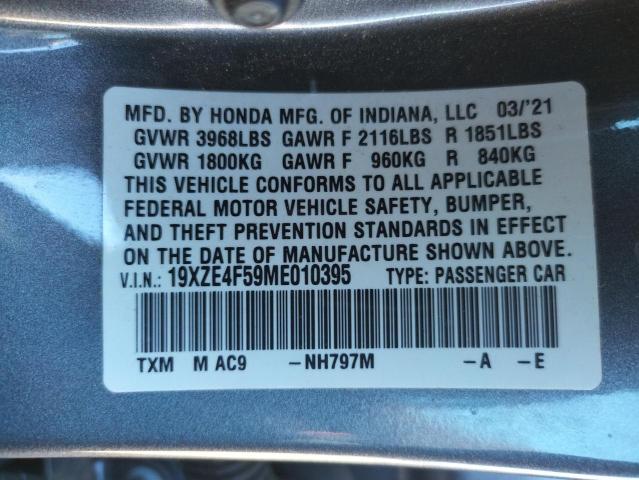 MFD. BY HONDA MFG. OF INDIANA, LLC 03/'21
GVWR 3968LBS GAWR F 2116LBS R 1851LBS
GVWR 1800KG GAWR F 960KG R 840KG
THIS VEHICLE CONFORMS TO ALL APPLICABLE
FEDERAL MOTOR VEHICLE SAFETY, BUMPER,
AND THEFT PREVENTION STANDARDS IN EFFECT
ON THE DATE OF MANUFACTURE SHOWN ABOVE.
V.I.N.: 19XZE4F59ME010395 TYPE: PASSENGER CAR
TXM M AC9 -NH797M -A -E